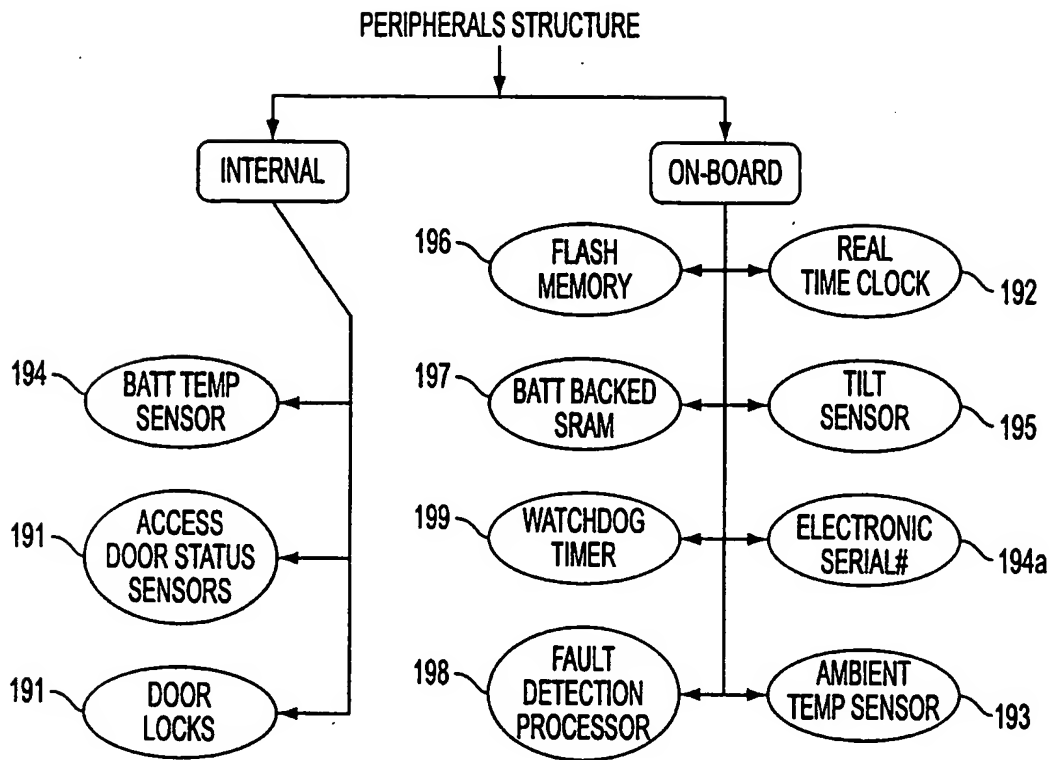 PERIPHERALS STRUCTURE
INTERNAL
ON-BOARD
196
FLASH
MEMORY
REAL
TIME CLOCK
192
194
BATT TEMP
SENSOR
197
BATT BACKED
SRAM
TILT
SENSOR
195
191
ACCESS
DOOR STATUS
SENSORS
199
WATCHDOG
TIMER
ELECTRONIC
SERIAL#
194a
191
DOOR
LOCKS
198
FAULT
DETECTION
PROCESSOR
AMBIENT
TEMP SENSOR
193